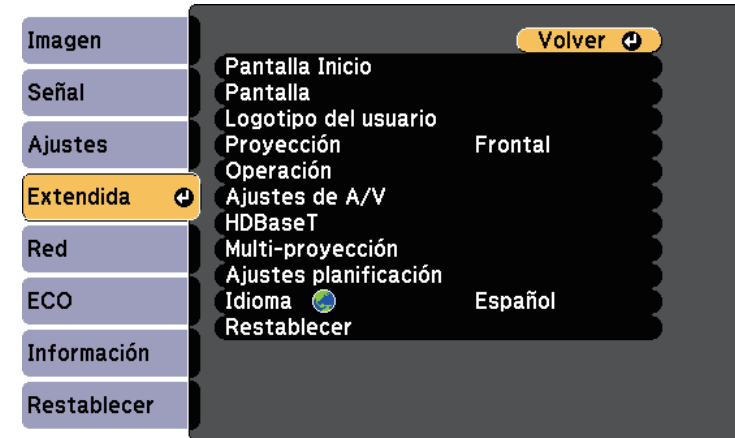 Imagen
Señal
Ajustes
Extendida
Red
ECO
Información
Restablecer
Volver
Pantalla Inicio
Pantalla
Logotipo del usuario
Proyección Frontal
Operación
Ajustes de A/V
HDBaseT
Multi-proyección
Ajustes planificación
Idioma Español
Restablecer